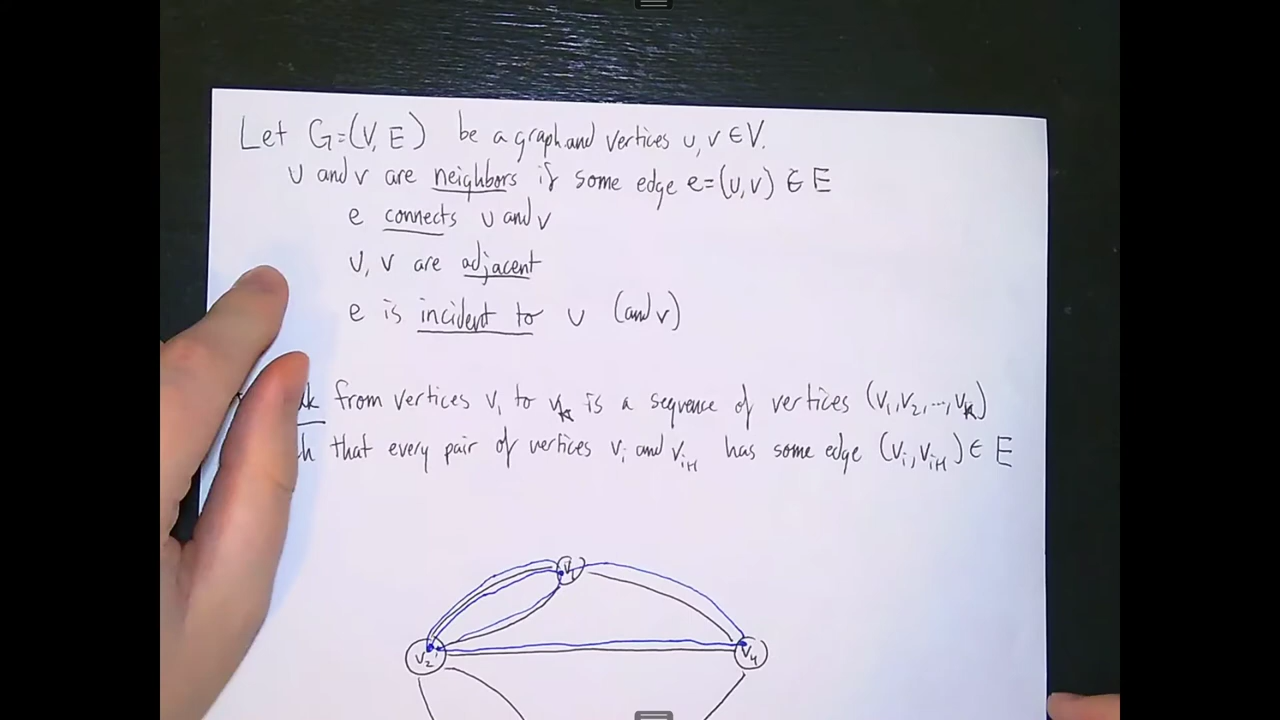 Let G=(V,E) be a graph and vertices u, v ∈ V.
u and v are neighbors if some edge e=(u,v) ∈ E
e connects u and v
u, v are adjacent
e is incident to u (and v)
from vertices v₁ to vₖ is a sequence of vertices (v₁,v₂,...,vₖ)
that every pair of vertices vᵢ and vᵢ₊₁ has some edge (vᵢ,vᵢ₊₁) ∈ E
v₁
v₂
v₄